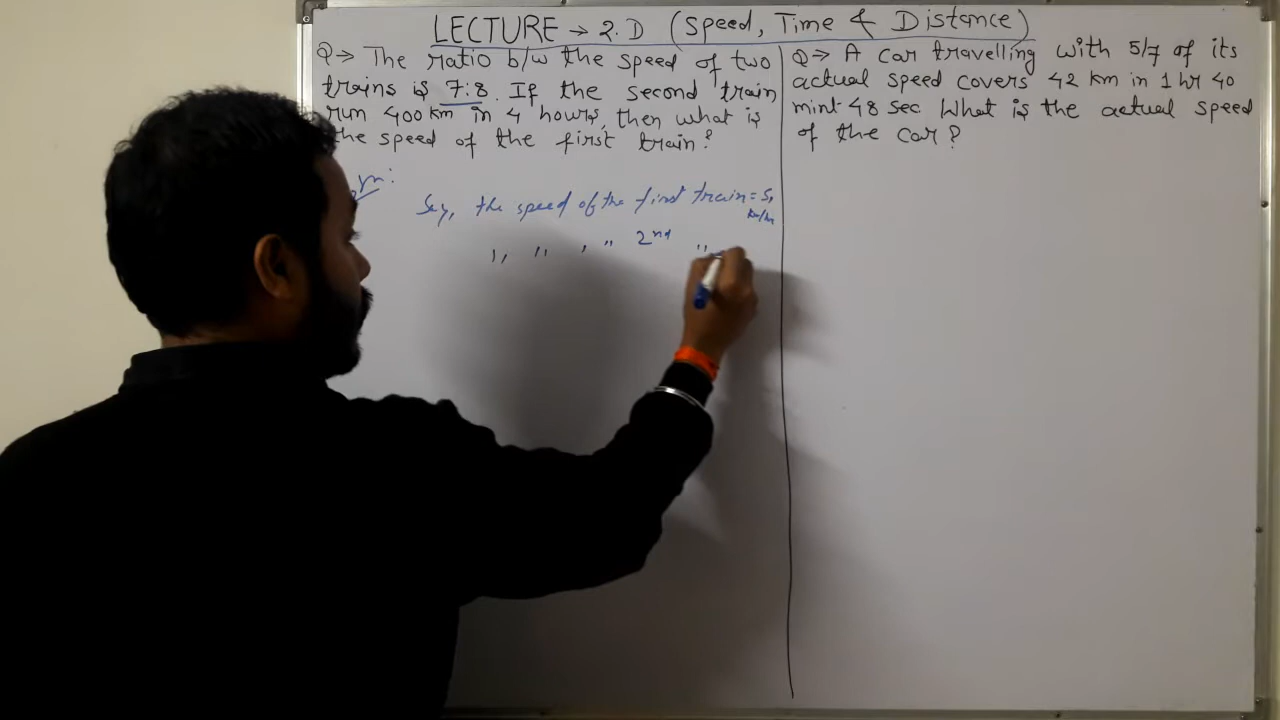 LECTURE → 2.D (Speed, Time & Distance)
Q→ The ratio b/w the speed of two
trains is 7:8. If the second train
run 400 km in 4 hours, then what is
the speed of the first train?
Say, the speed of the first train = S₁
km/hr
,, ,, ,, ,, 2nd ,,
Q→ A car travelling with 5/7 of its
actual speed covers 42 km in 1 hr 40
mint 48 sec. What is the actual speed
of the car?